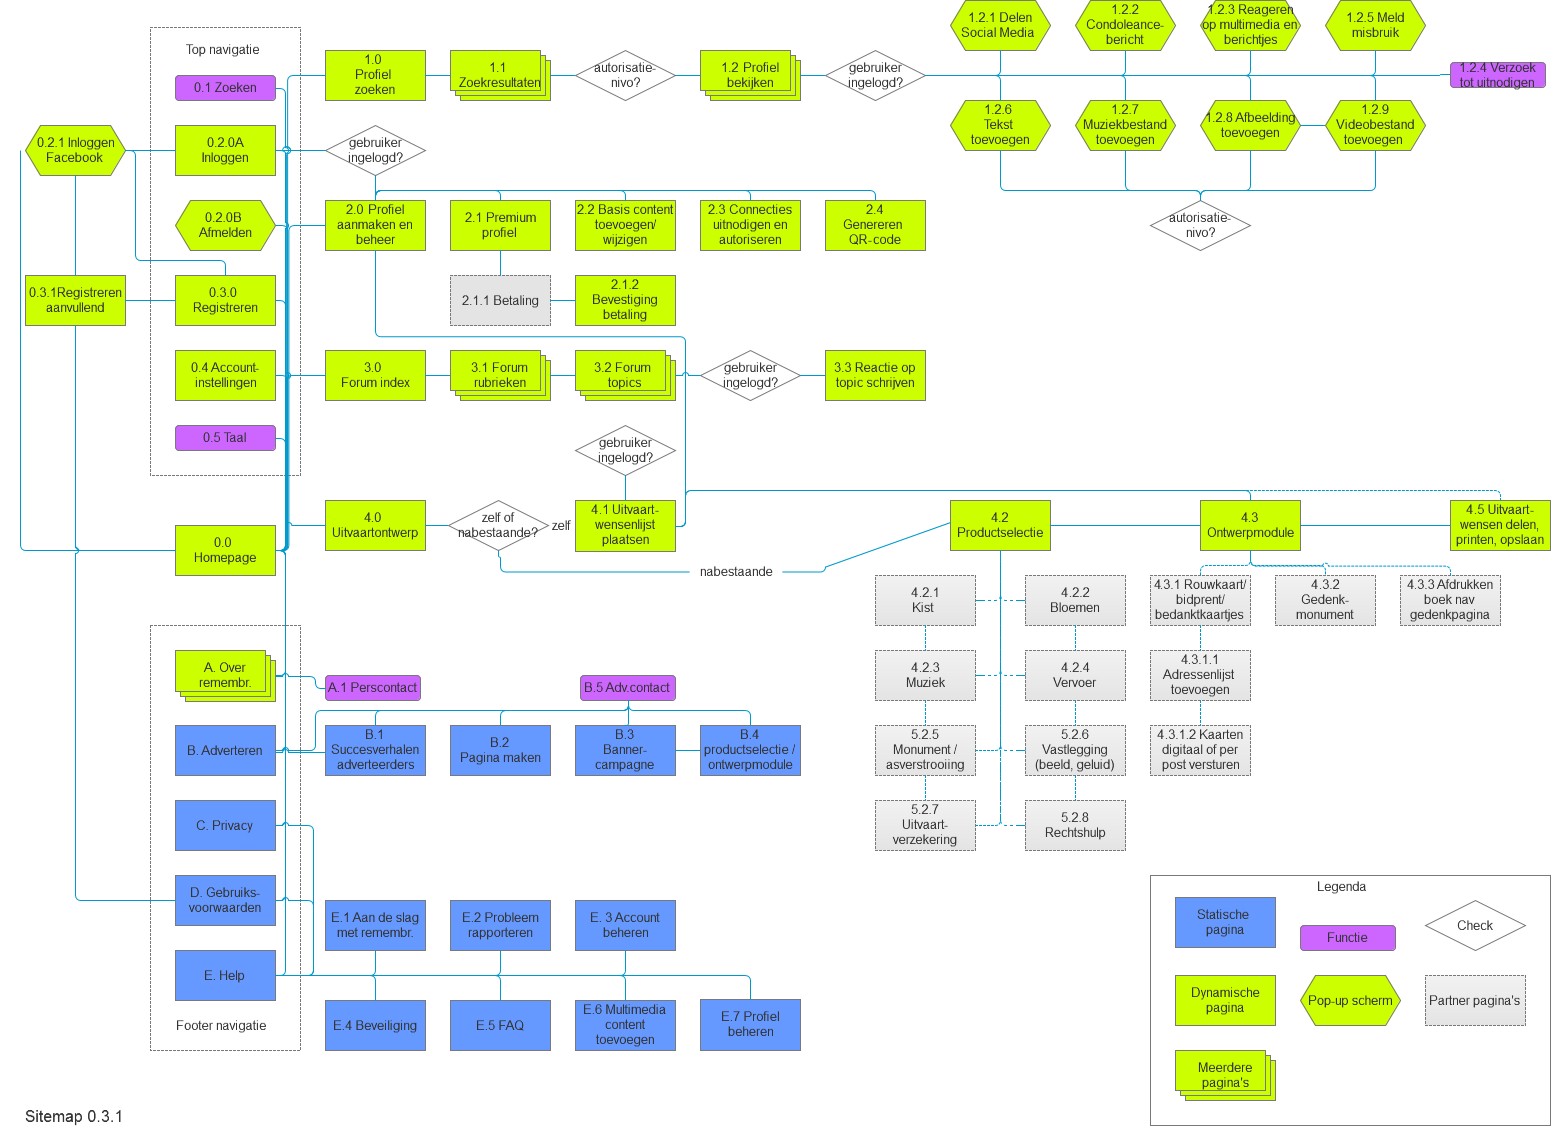 Top navigatie
0.1 Zoeken
0.2.1 Inloggen
Facebook
0.2.0A
Inloggen
0.2.0B
Afmelden
0.3.1Registreren
aanvullend
0.3.0
Registreren
0.4 Account-
instellingen
0.5 Taal
0.0
Homepage
1.0
Profiel
zoeken
1.1
Zoekresultaten
autorisatie-
nivo?
1.2 Profiel
bekijken
gebruiker
ingelogd?
1.2.1 Delen
Social Media
1.2.2
Condoleance-
bericht
1.2.3 Reageren
op multimedia en
berichtjes
1.2.5 Meld
misbruik
1.2.4 Verzoek
tot uitnodigen
1.2.6
Tekst
toevoegen
1.2.7
Muziekbestand
toevoegen
1.2.8 Afbeelding
toevoegen
1.2.9
Videobestand
toevoegen
autorisatie-
nivo?
gebruiker
ingelogd?
2.0 Profiel
aanmaken en
beheer
2.1 Premium
profiel
2.2 Basis content
toevoegen/
wijzigen
2.3 Connecties
uitnodigen en
autoriseren
2.4
Genereren
QR-code
2.1.1 Betaling
2.1.2
Bevestiging
betaling
3.0
Forum index
3.1 Forum
rubrieken
3.2 Forum
topics
gebruiker
ingelogd?
3.3 Reactie op
topic schrijven
gebruiker
ingelogd?
4.0
Uitvaartontwerp
zelf of
nabestaande?
zelf
4.1 Uitvaart-
wensenlijst
plaatsen
nabestaande
4.2
Productselectie
4.3
Ontwerpmodule
4.5 Uitvaart-
wensen delen,
printen, opslaan
4.2.1
Kist
4.2.2
Bloemen
4.3.1 Rouwkaart/
bidprent/
bedanktkaartjes
4.3.2
Gedenk-
monument
4.3.3 Afdrukken
boek nav
gedenkpagina
4.2.3
Muziek
4.2.4
Vervoer
4.3.1.1
Adressenlijst
toevoegen
5.2.5
Monument /
asverstrooiing
5.2.6
Vastlegging
(beeld, geluid)
4.3.1.2 Kaarten
digitaal of per
post versturen
5.2.7
Uitvaart-
verzekering
5.2.8
Rechtshulp
A. Over
remembr.
A.1 Perscontact
B.5 Adv.contact
B. Adverteren
B.1
Succesverhalen
adverteerders
B.2
Pagina maken
B.3
Banner-
campagne
B.4
productselectie /
ontwerpmodule
C. Privacy
D. Gebruiks-
voorwaarden
E. Help
Footer navigatie
E.1 Aan de slag
met remembr.
E.2 Probleem
rapporteren
E. 3 Account
beheren
E.4 Beveiliging
E.5 FAQ
E.6 Multimedia
content
toevoegen
E.7 Profiel
beheren
Legenda
Statische
pagina
Functie
Check
Dynamische
pagina
Pop-up scherm
Partner pagina's
Meerdere
pagina's
Sitemap 0.3.1